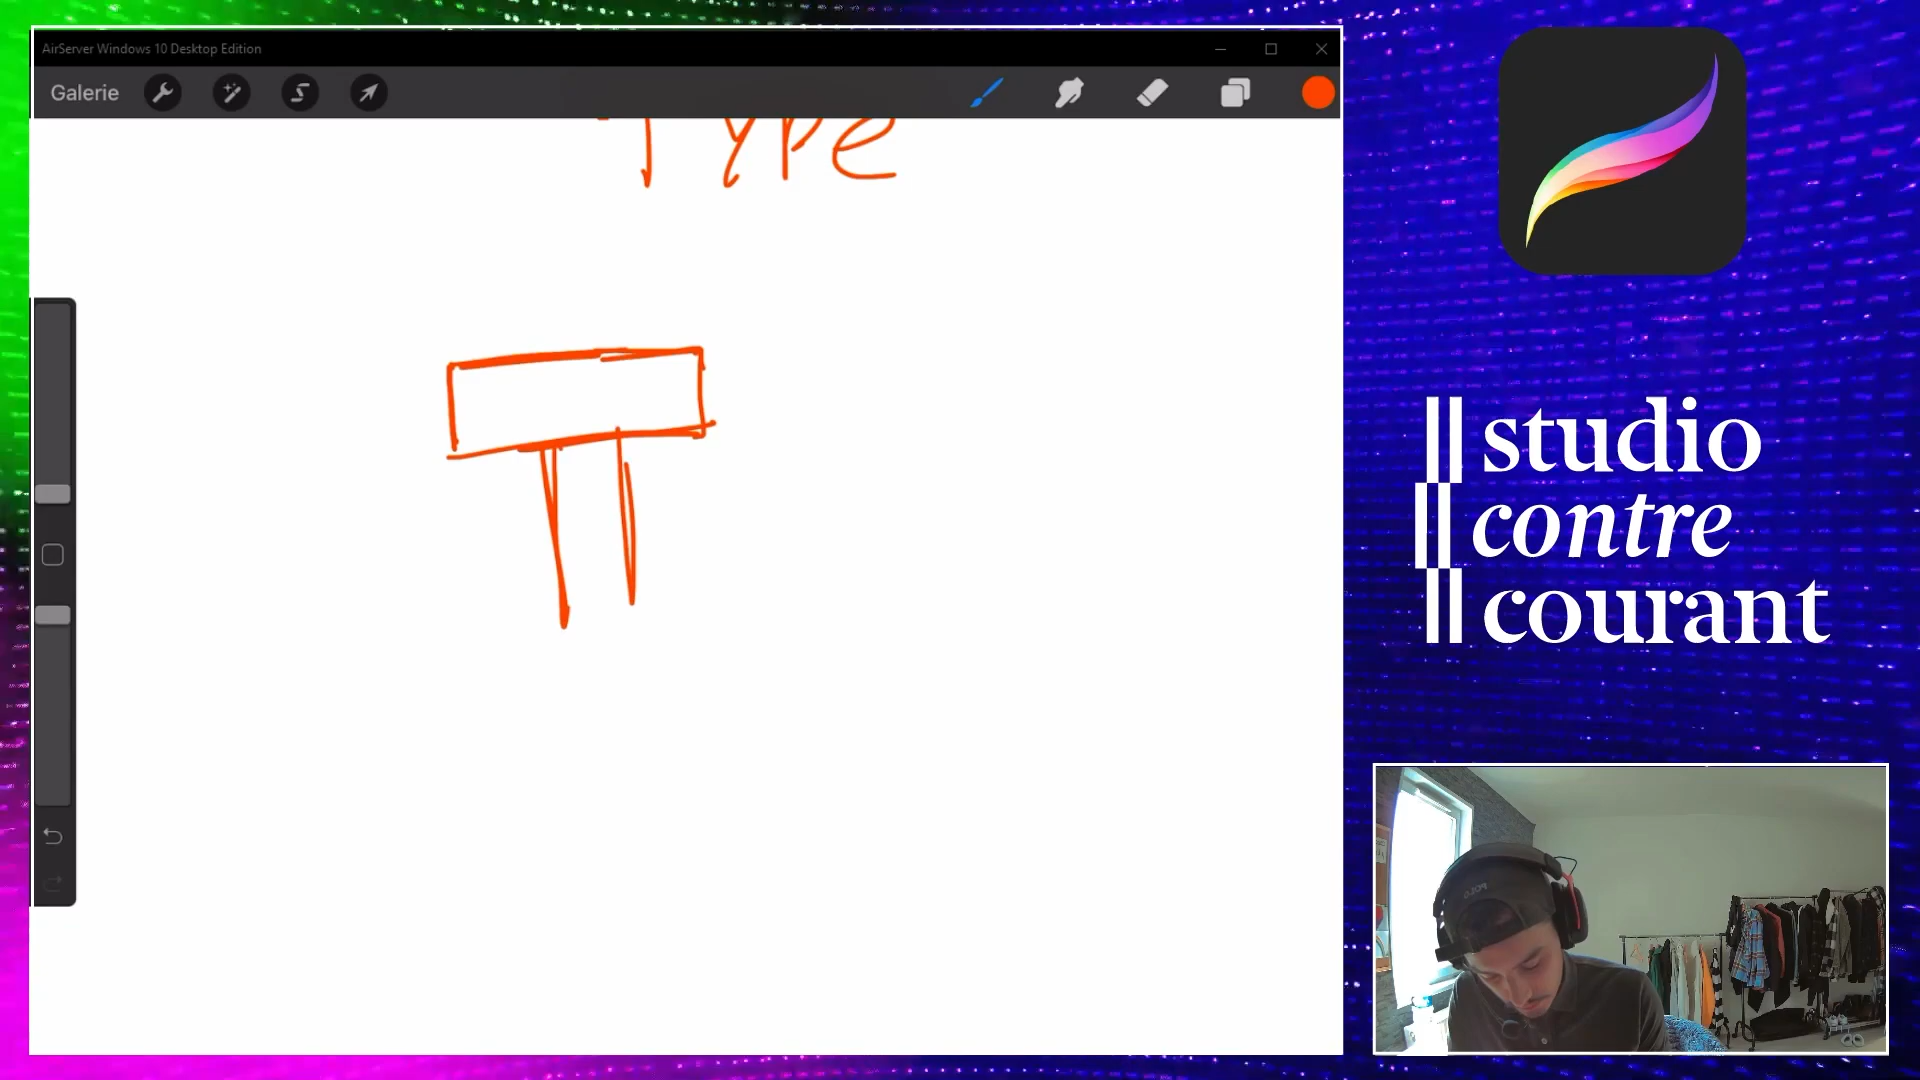 AirServer Windows 10 Desktop Edition
Galerie
Type
studio
contre
courant